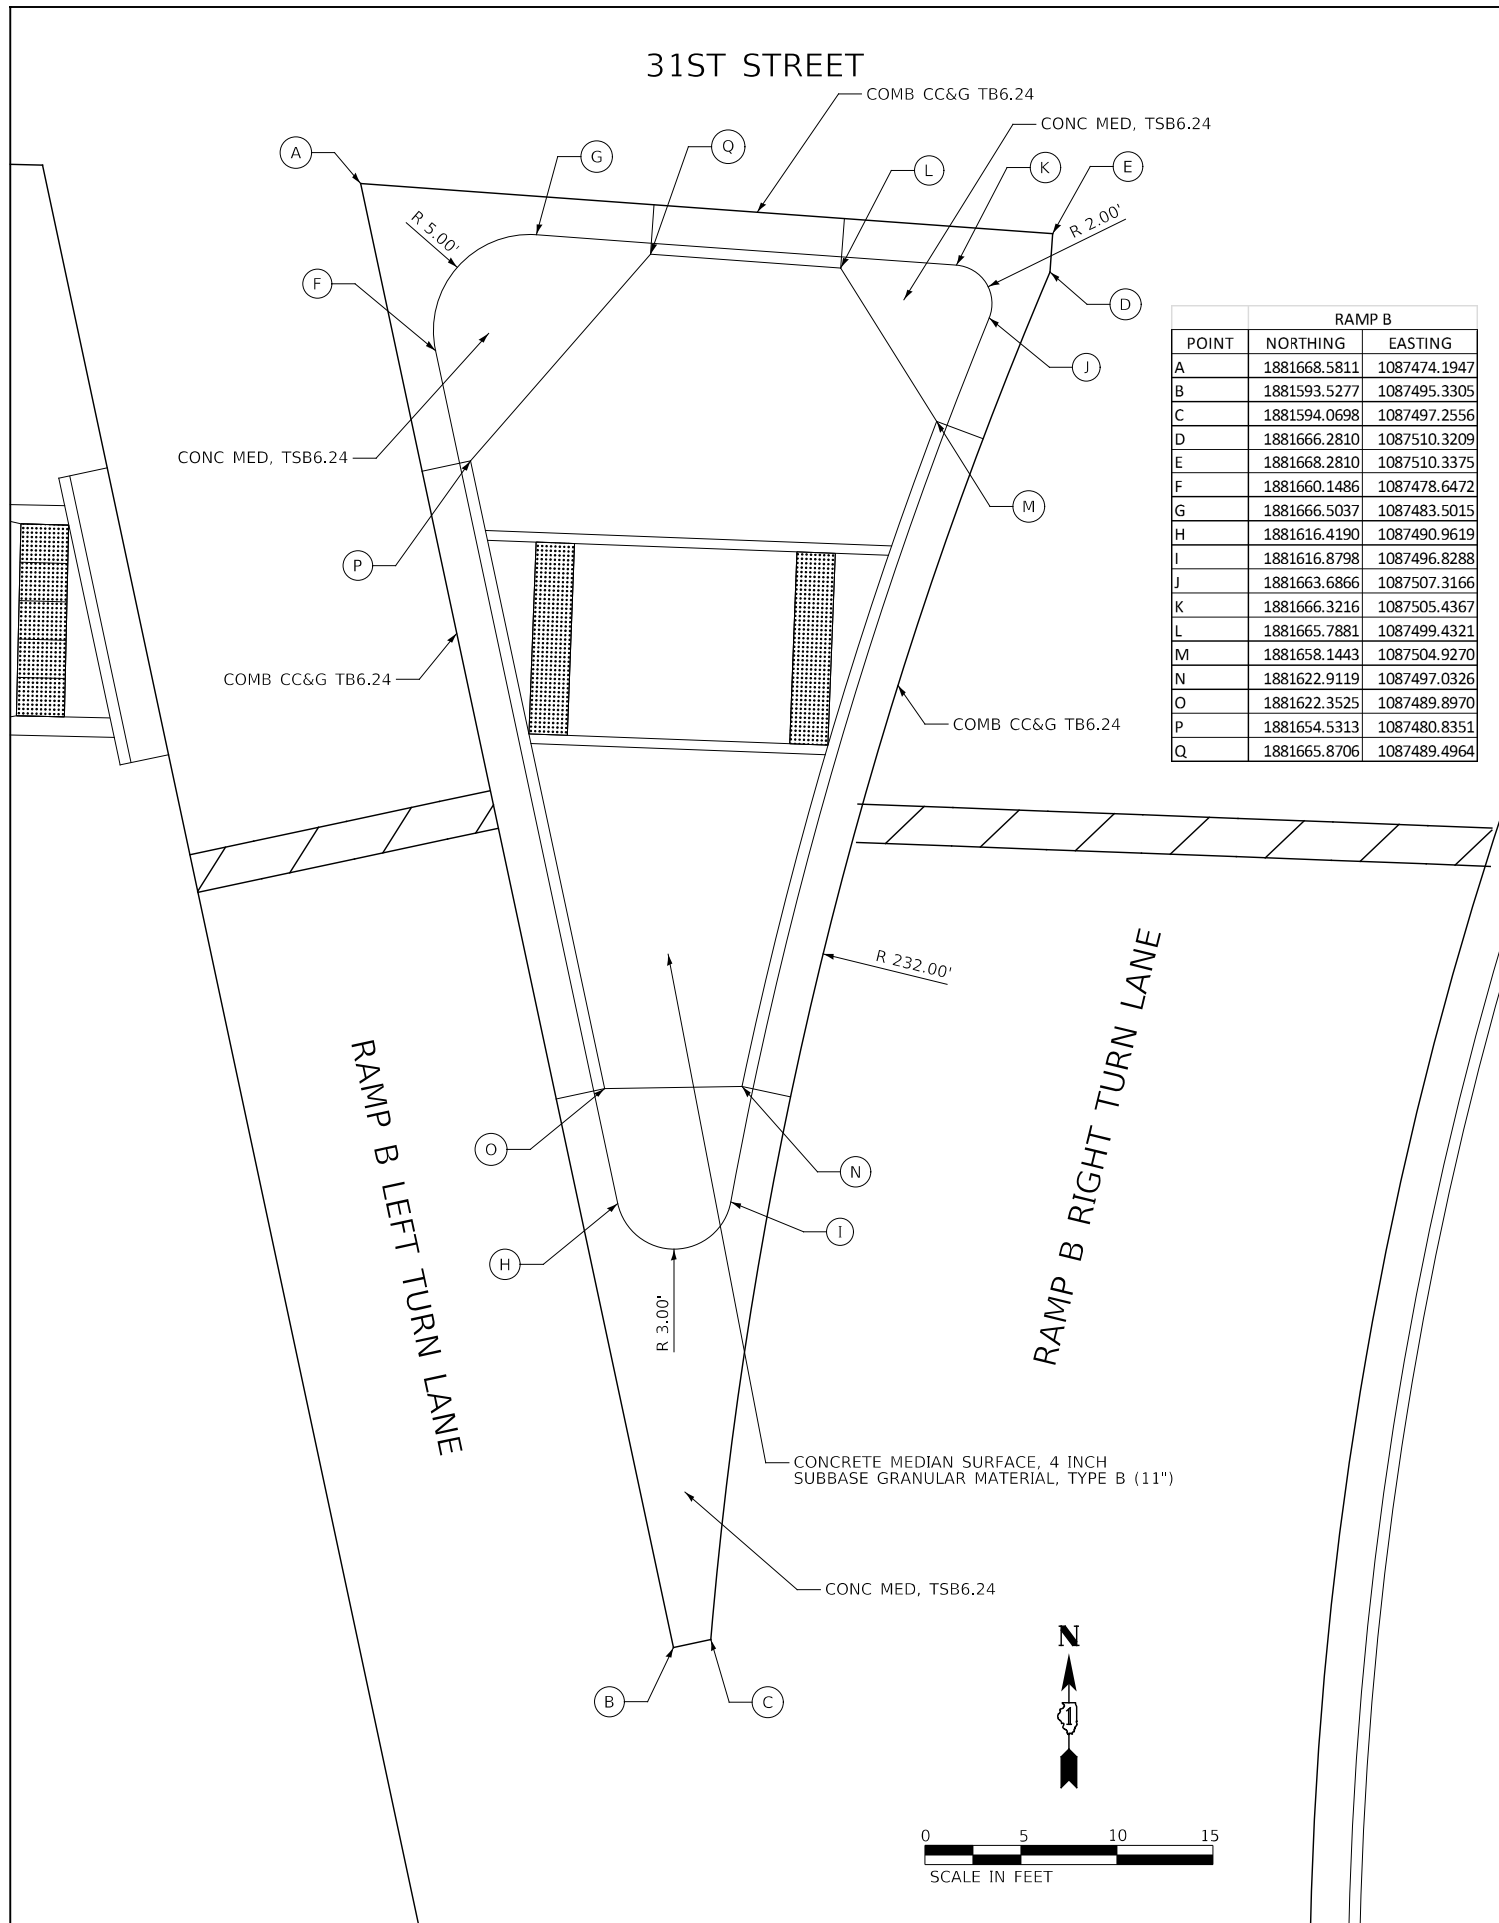 31ST STREET
COMB CC&G TB6.24
CONC MED, TSB6.24
A
G
Q
L
K
E
R 5.00'
R 2.00'
F
D
J
CONC MED, TSB6.24
M
P
COMB CC&G TB6.24
COMB CC&G TB6.24
RAMP B
POINT NORTHING EASTING
A 1881668.5811 1087474.1947
B 1881593.5277 1087495.3305
C 1881594.0698 1087497.2556
D 1881666.2810 1087510.3209
E 1881668.2810 1087510.3375
F 1881660.1486 1087478.6472
G 1881666.5037 1087483.5015
H 1881616.4190 1087490.9619
I 1881616.8798 1087496.8288
J 1881663.6866 1087507.3166
K 1881666.3216 1087505.4367
L 1881665.7881 1087499.4321
M 1881658.1443 1087504.9270
N 1881622.9119 1087497.0326
O 1881622.3525 1087489.8970
P 1881654.5313 1087480.8351
Q 1881665.8706 1087489.4964
R 232.00'
RAMP B LEFT TURN LANE
RAMP B RIGHT TURN LANE
O
N
H
I
R 3.00'
CONCRETE MEDIAN SURFACE, 4 INCH
SUBBASE GRANULAR MATERIAL, TYPE B (11")
CONC MED, TSB6.24
B
C
N
1
0 5 10 15
SCALE IN FEET